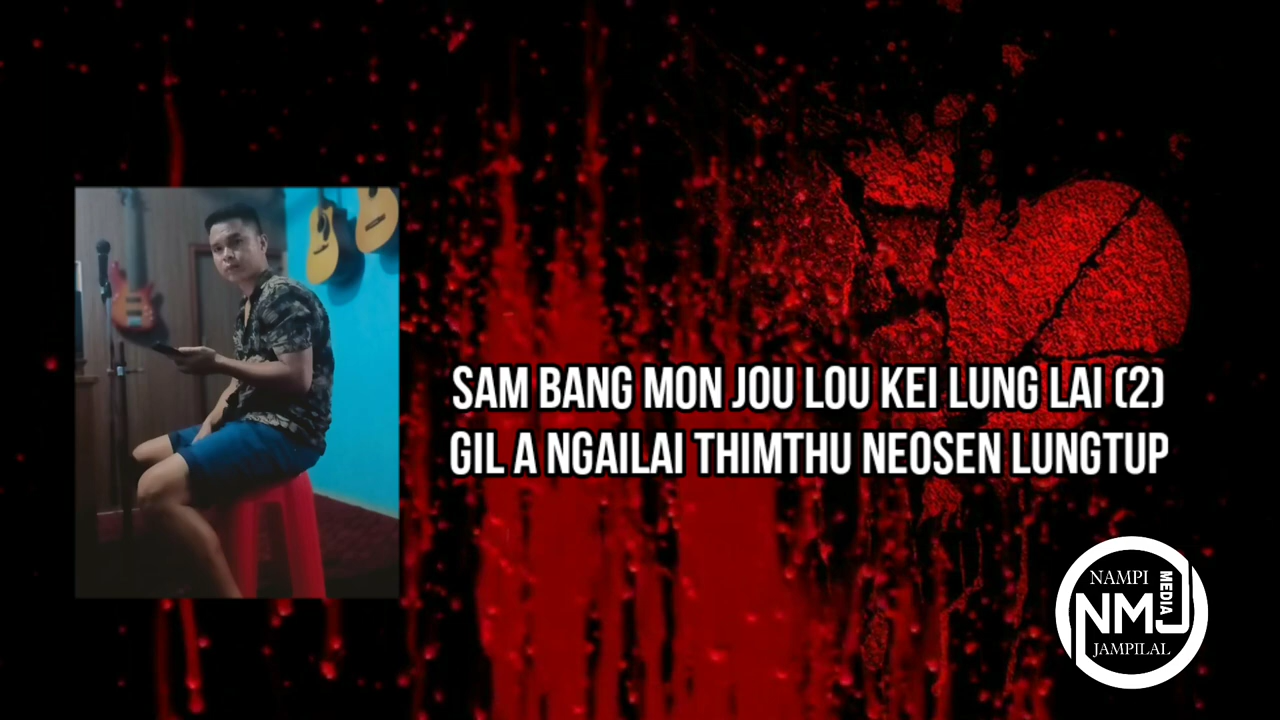 SAM BANG MON JOU LOU KEI LUNG LAI (2)
GIL A NGAILAI THIMTHU NEOSEN LUNGTUP
NAMPI
MEDIA
NMJ
JAMPILAL